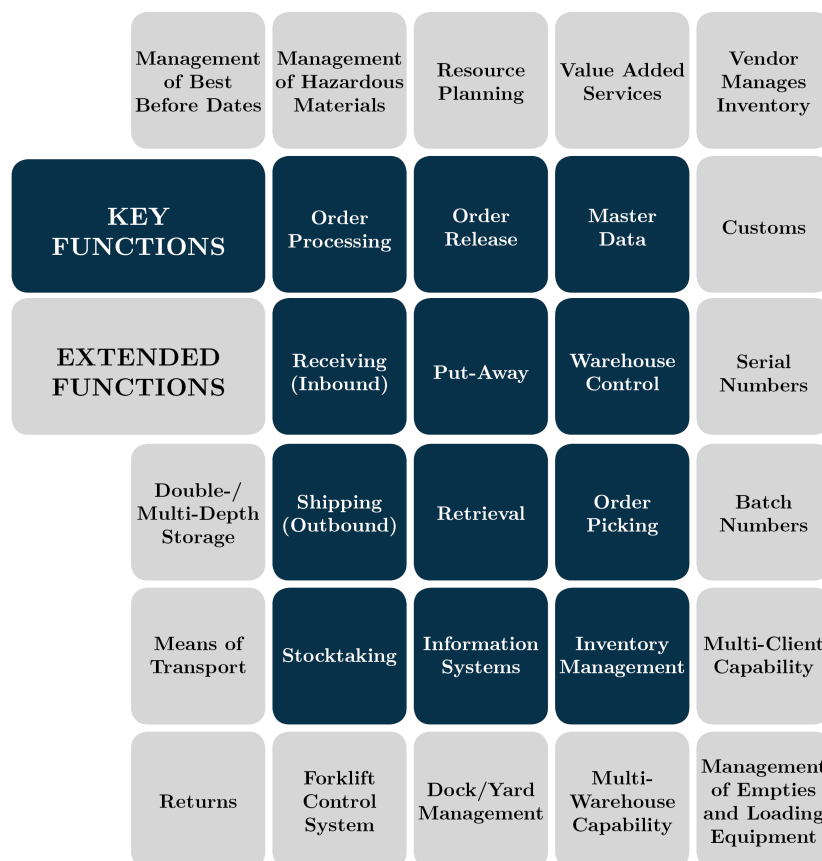 Management
of Best
Before Dates
Management
of Hazardous
Materials
Resource
Planning
Value Added
Services
Vendor
Manages
Inventory
KEY
FUNCTIONS
Order
Processing
Order
Release
Master
Data
Customs
EXTENDED
FUNCTIONS
Receiving
(Inbound)
Put-Away
Warehouse
Control
Serial
Numbers
Double-/
Multi-Depth
Storage
Shipping
(Outbound)
Retrieval
Order
Picking
Batch
Numbers
Means of
Transport
Stocktaking
Information
Systems
Inventory
Management
Multi-Client
Capability
Returns
Forklift
Control
System
Dock/Yard
Management
Multi-
Warehouse
Capability
Management
of Empties
and Loading
Equipment